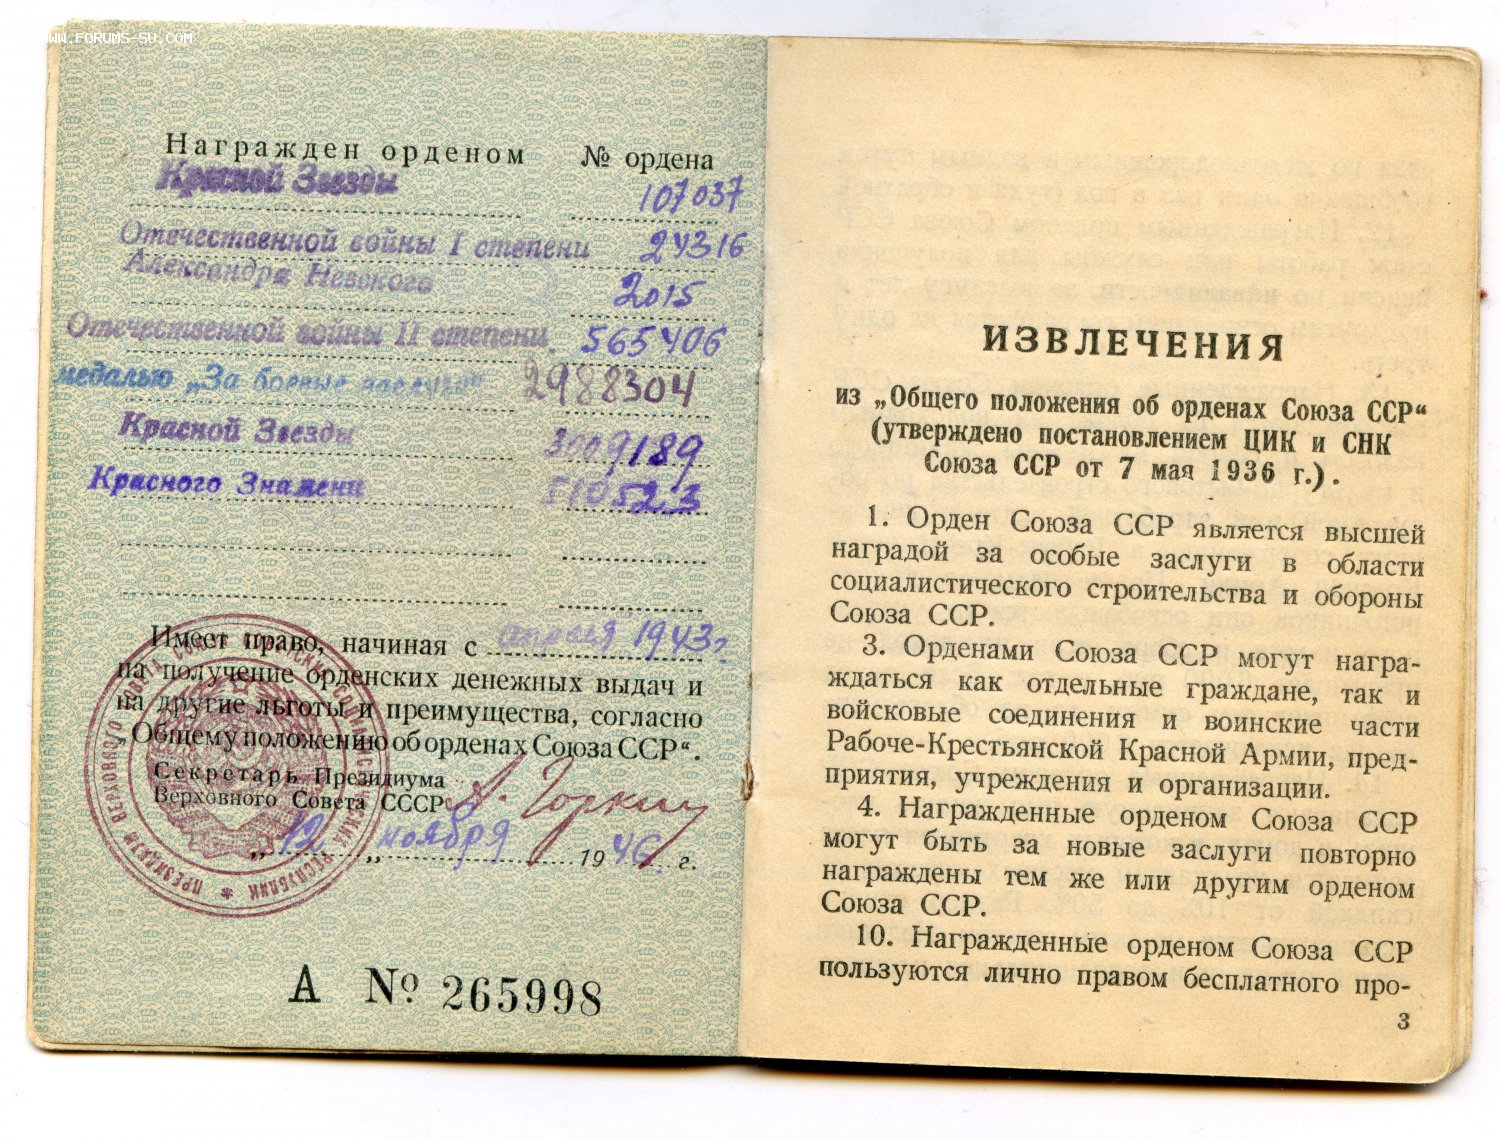 WWW.FORUMS-SU.COM
Награжден орденом № ордена
Красной Звезды 107037
Отечественной войны I степени 24316
Александра Невского 2015
Отечественной войны II степени 565406
медалью „За боевые заслуги" 2988304
Красной Звезды 3009189
Красного Знамени 510523
Имеет право, начиная с апреля 1943 г.
на получение орденских денежных выдач и
на другие льготы и преимущества, согласно
„Общему положению об орденах Союза ССР“.
Секретарь Президиума
Верховного Совета СССР А. Горкин
„12 „ ноября 1946 г.
А № 265998
ИЗВЛЕЧЕНИЯ
из „Общего положения об орденах Союза ССР“
(утверждено постановлением ЦИК и СНК
Союза ССР от 7 мая 1936 г.).
1. Орден Союза ССР является высшей
наградой за особые заслуги в области
социалистического строительства и обороны
Союза ССР.
3. Орденами Союза ССР могут награ-
ждаться как отдельные граждане, так и
войсковые соединения и воинские части
Рабоче-Крестьянской Красной Армии, пред-
приятия, учреждения и организации.
4. Награжденные орденом Союза ССР
могут быть за новые заслуги повторно
награждены тем же или другим орденом
Союза ССР.
10. Награжденные орденом Союза ССР
пользуются лично правом бесплатного про-
3